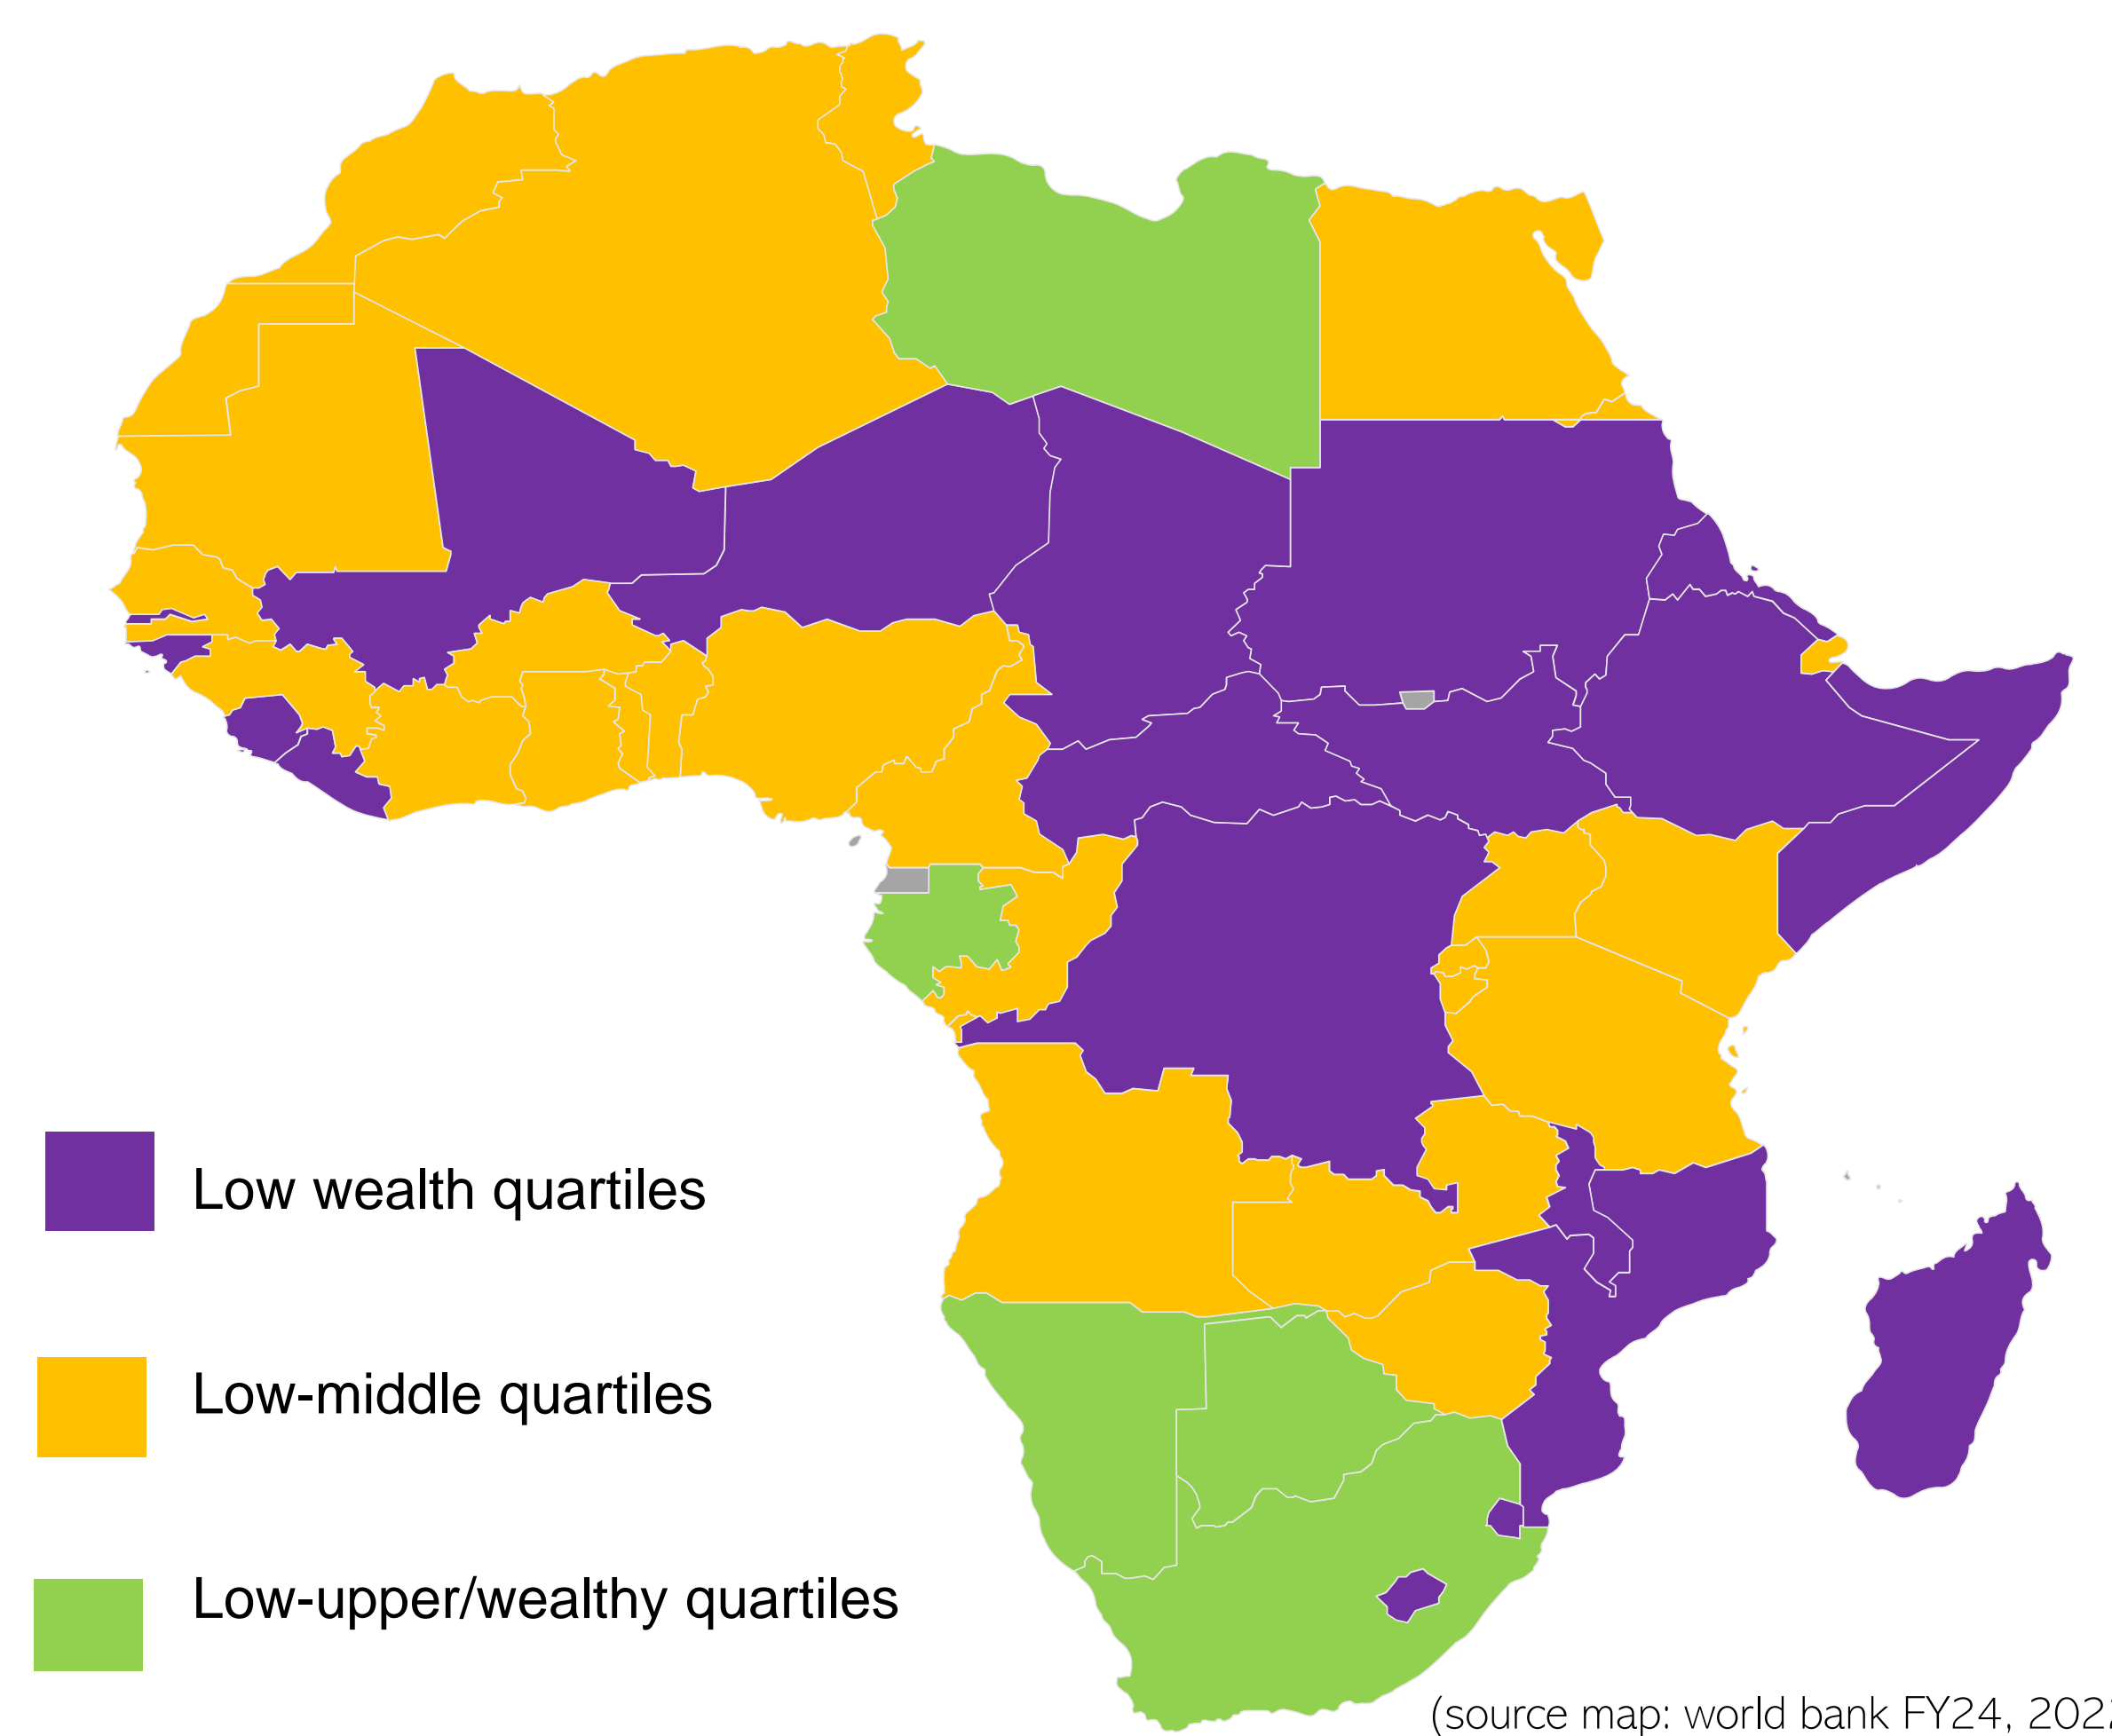 Low wealth quartiles
Low-middle quartiles
Low-upper/wealthy quartiles
(source map: world bank FY24,